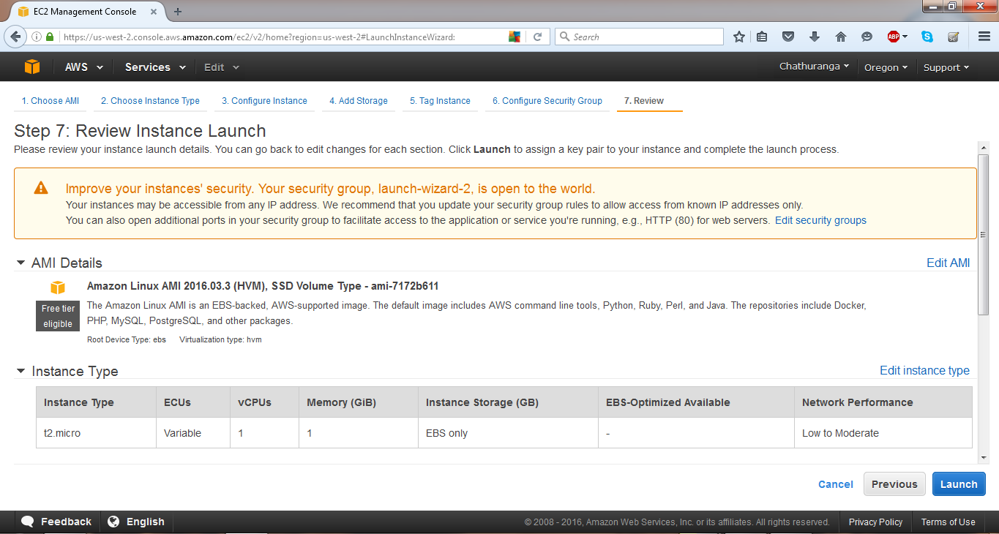 EC2 Management Console
https://us-west-2.console.aws.amazon.com/ec2/v2/home?region=us-west-2#LaunchInstanceWizard:
Search
ABP
AWS Services Edit Chathuranga Oregon Support
1. Choose AMI 2. Choose Instance Type 3. Configure Instance 4. Add Storage 5. Tag Instance 6. Configure Security Group 7. Review
Step 7: Review Instance Launch
Please review your instance launch details. You can go back to edit changes for each section. Click Launch to assign a key pair to your instance and complete the launch process.
Improve your instances' security. Your security group, launch-wizard-2, is open to the world.
Your instances may be accessible from any IP address. We recommend that you update your security group rules to allow access from known IP addresses only.
You can also open additional ports in your security group to facilitate access to the application or service you're running, e.g., HTTP (80) for web servers. Edit security groups
AMI Details Edit AMI
Amazon Linux AMI 2016.03.3 (HVM), SSD Volume Type - ami-7172b611
Free tier eligible
The Amazon Linux AMI is an EBS-backed, AWS-supported image. The default image includes AWS command line tools, Python, Ruby, Perl, and Java. The repositories include Docker,
PHP, MySQL, PostgreSQL, and other packages.
Root Device Type: ebs Virtualization type: hvm
Instance Type Edit instance type
Instance Type ECUs vCPUs Memory (GiB) Instance Storage (GB) EBS-Optimized Available Network Performance
t2.micro Variable 1 1 EBS only - Low to Moderate
Cancel Previous Launch
Feedback English © 2008 - 2016, Amazon Web Services, Inc. or its affiliates. All rights reserved. Privacy Policy Terms of Use